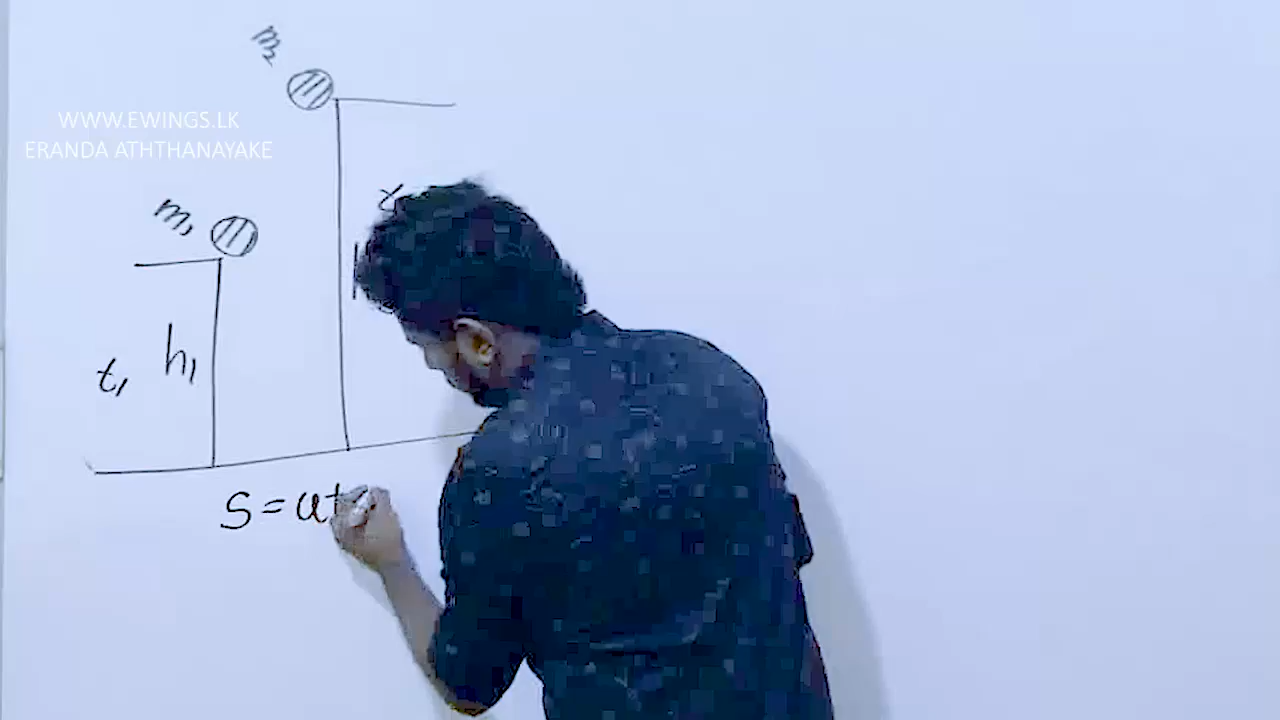 m₂
WWW.EWINGS.LK
ERANDA ATHTHANAYAKE
m₁
h₁
t₁
S = ut